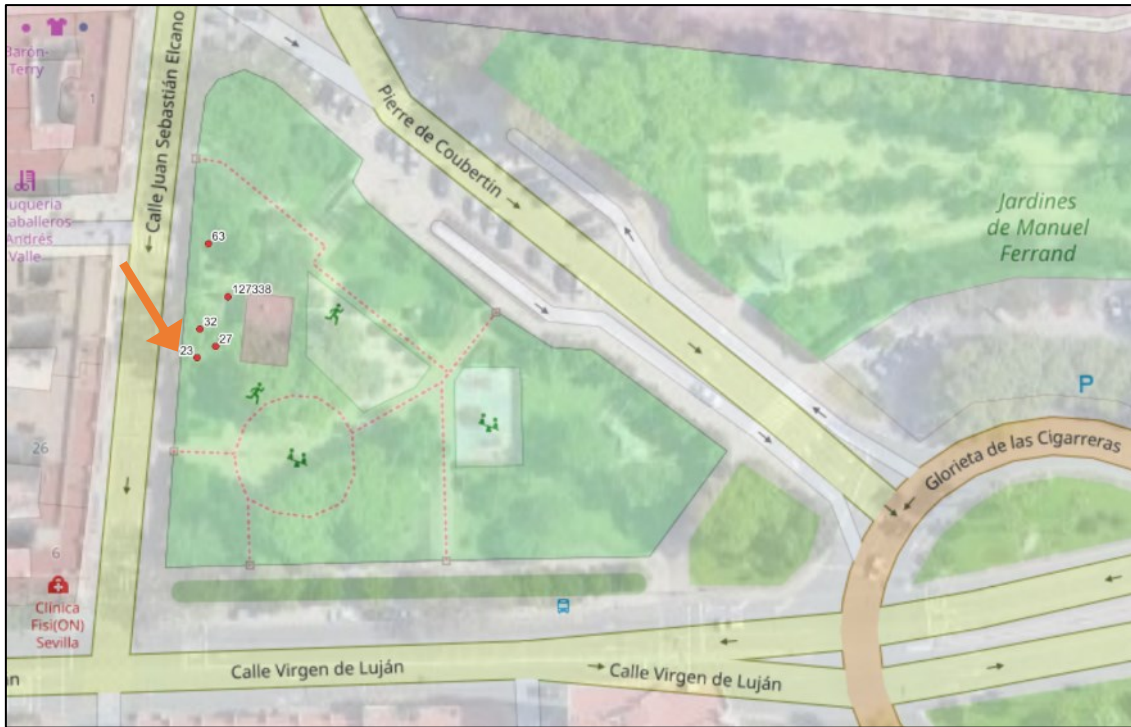 Baron-
Terry
1
Calle Juan Sebastián Elcano
Pierre de Coubertin
uquería
aballeros
Andrés
Valle
Jardines
de Manuel
Ferrand
63
127338
32
27
23
P
26
Glorieta de las Cigarreras
6
Clínica
Fisi(ON)
Sevilla
Calle Virgen de Luján
Calle Virgen de Luján
án